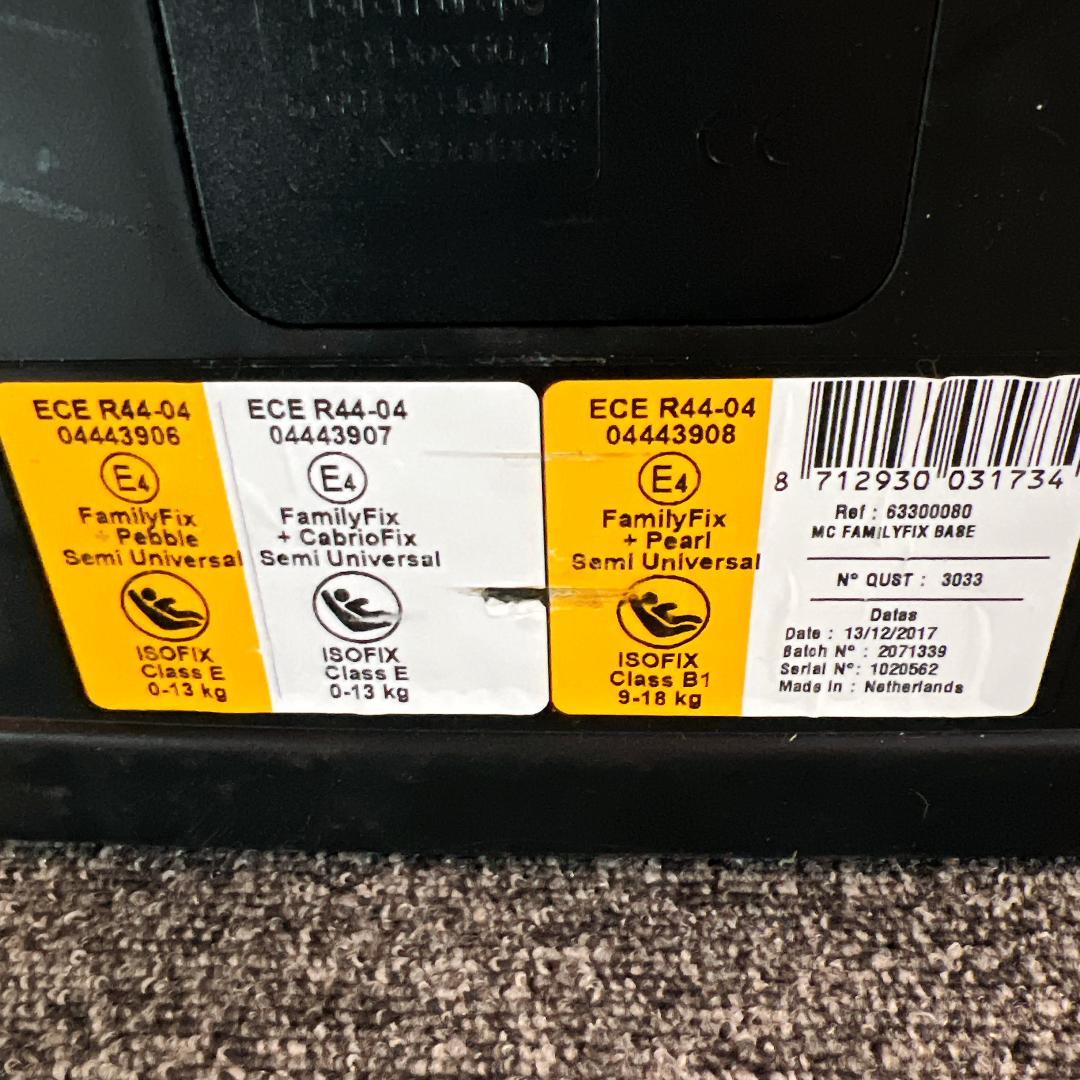 Helmond
Netherlands
CE
ECE R44-04
04443906
E4
FamilyFix
+ Pebble
Semi Universal
ISOFIX
Class E
0-13 kg
ECE R44-04
04443907
E4
FamilyFix
+ CabrioFix
Semi Universal
ISOFIX
Class E
0-13 kg
ECE R44-04
04443908
E4
FamilyFix
+ Pearl
Semi Universal
ISOFIX
Class B1
9-18 kg
8 712930 031734
Ref : 63300080
MC FAMILYFIX BASE
N° QUST : 3033
Datas
Date : 13/12/2017
Batch N° : 2071339
Serial N° : 1020562
Made in : Netherlands